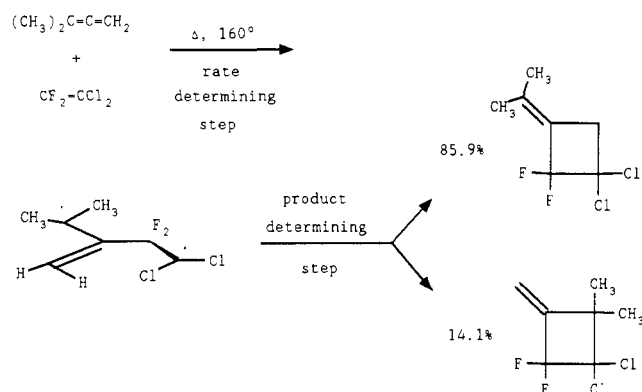 (CH₃)₂C=C=CH₂
+
CF₂=CCl₂
Δ, 160°
rate
determining
step
CH₃
CH₃
85.9%
F
F
Cl
Cl
CH₃
CH₃
F₂
Cl
Cl
H
H
product
determining
step
14.1%
CH₃
CH₃
F
F
Cl
Cl